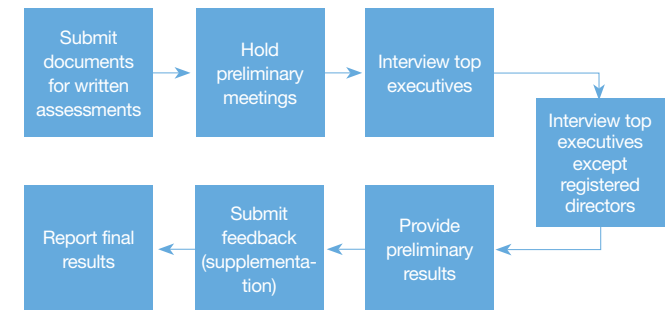 Submit
documents
for written
assessments
Hold
preliminary
meetings
Interview top
executives
Interview top
executives
except
registered
directors
Provide
preliminary
results
Submit
feedback
(supplementa-
tion)
Report final
results